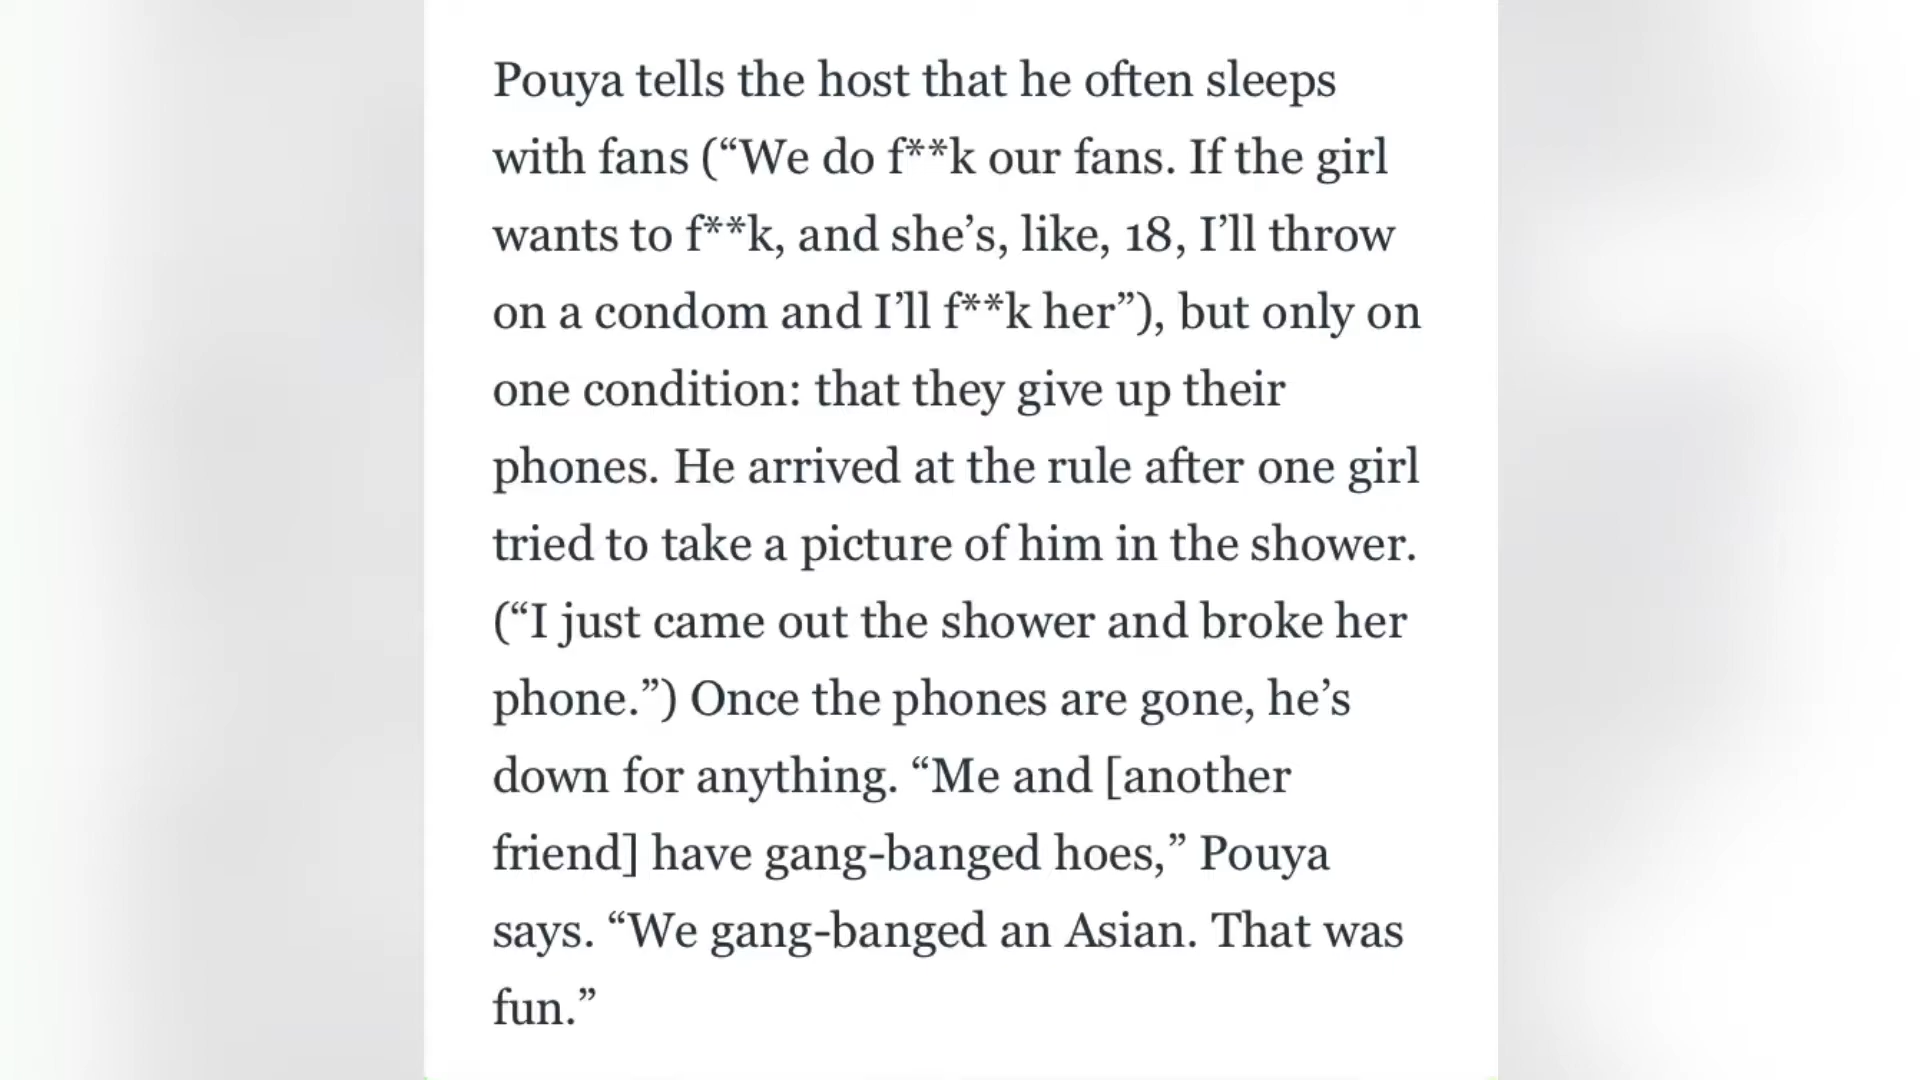 Pouya tells the host that he often sleeps
with fans (“We do f**k our fans. If the girl
wants to f**k, and she’s, like, 18, I’ll throw
on a condom and I’ll f**k her”), but only on
one condition: that they give up their
phones. He arrived at the rule after one girl
tried to take a picture of him in the shower.
(“I just came out the shower and broke her
phone.”) Once the phones are gone, he’s
down for anything. “Me and [another
friend] have gang-banged hoes,” Pouya
says. “We gang-banged an Asian. That was
fun.”